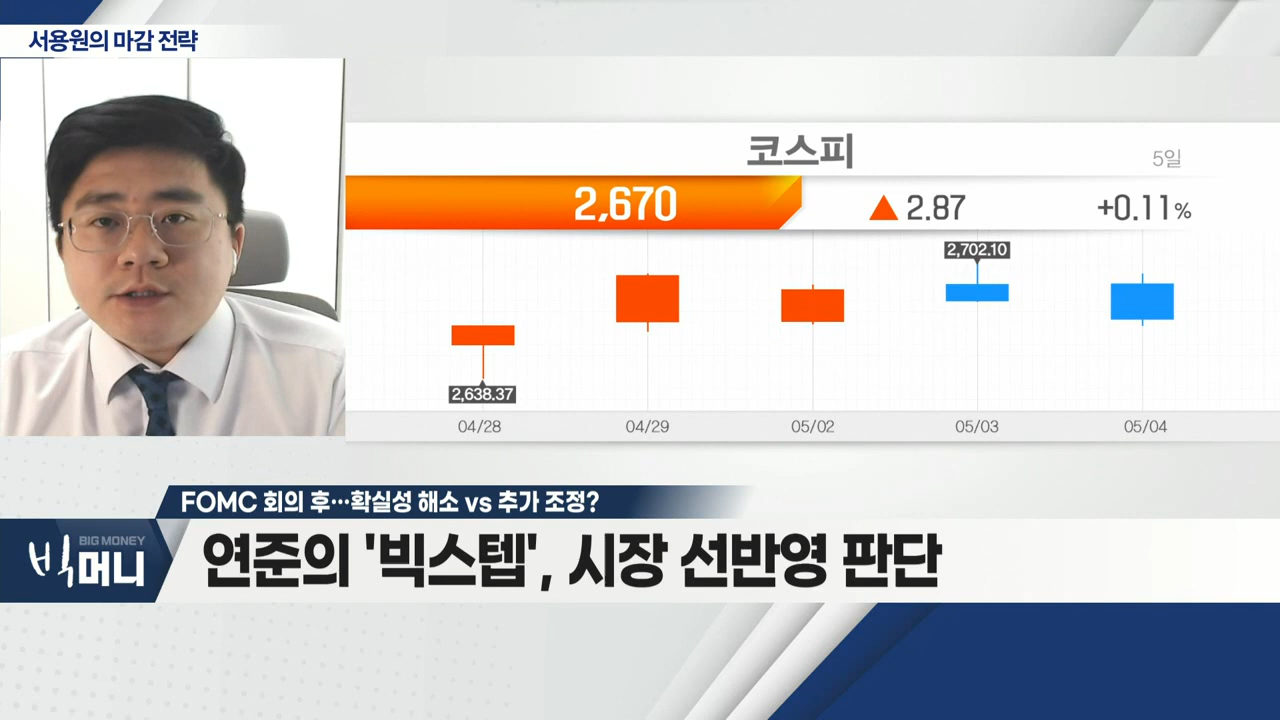 서용원의 마감 전략
코스피
5일
2,670 ▲ 2.87 +0.11%
2,702.10
2,638.37
04/28 04/29 05/02 05/03 05/04
FOMC 회의 후…확실성 해소 vs 추가 조정?
BIG MONEY
빅머니
연준의 '빅스텝', 시장 선반영 판단